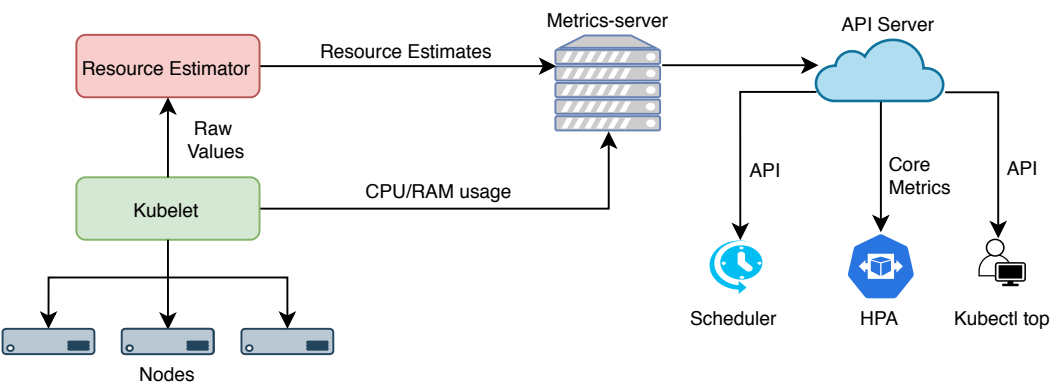 Metrics-server
API Server
Resource Estimator
Resource Estimates
Raw
Values
Kubelet
CPU/RAM usage
API
Core
Metrics
API
Scheduler
HPA
Kubectl top
Nodes